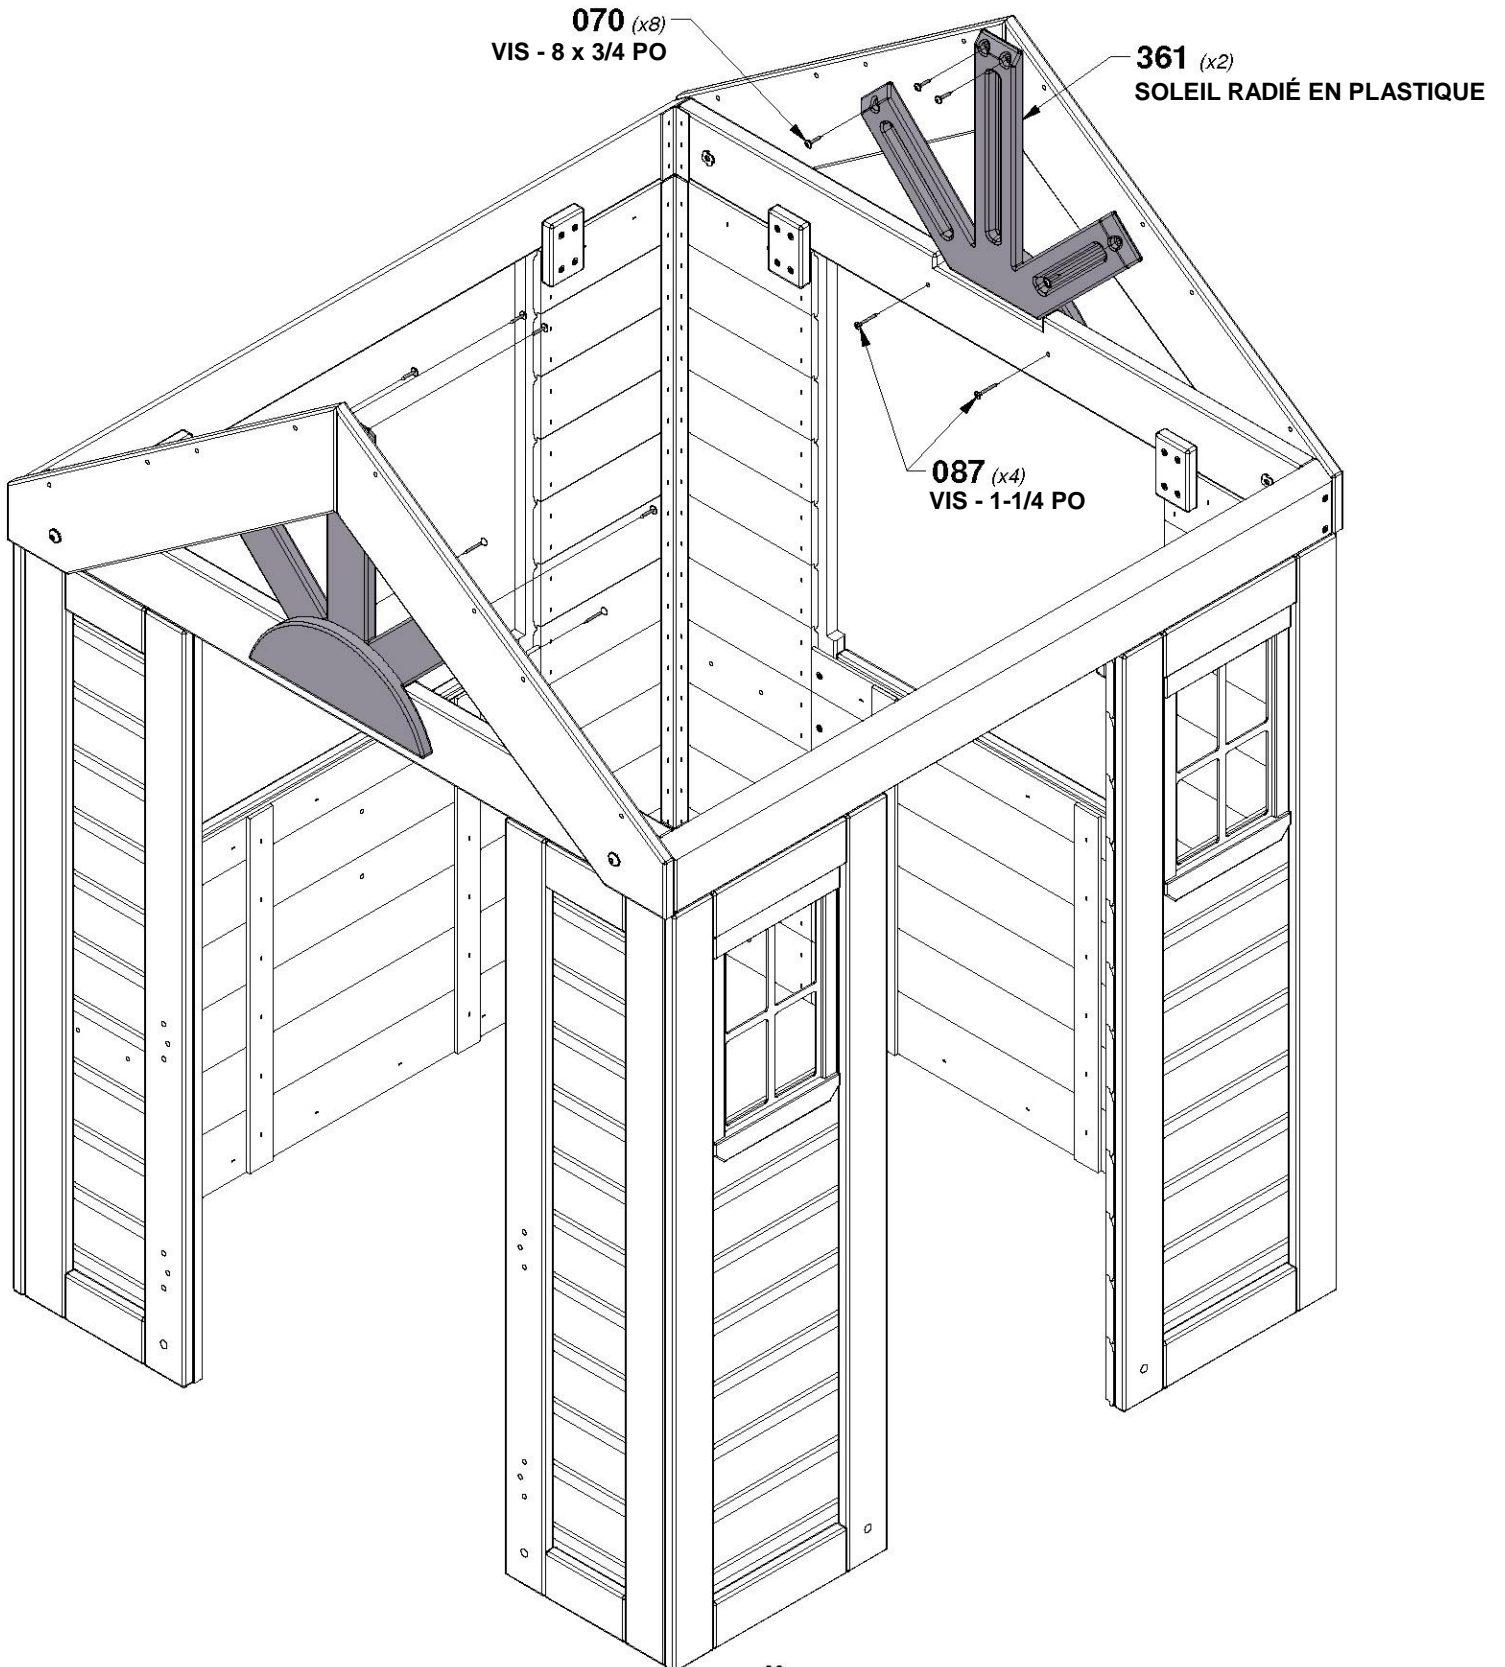 070 (x8)
VIS - 8 x 3/4 PO
361 (x2)
SOLEIL RADIÉ EN PLASTIQUE
087 (x4)
VIS - 1-1/4 PO